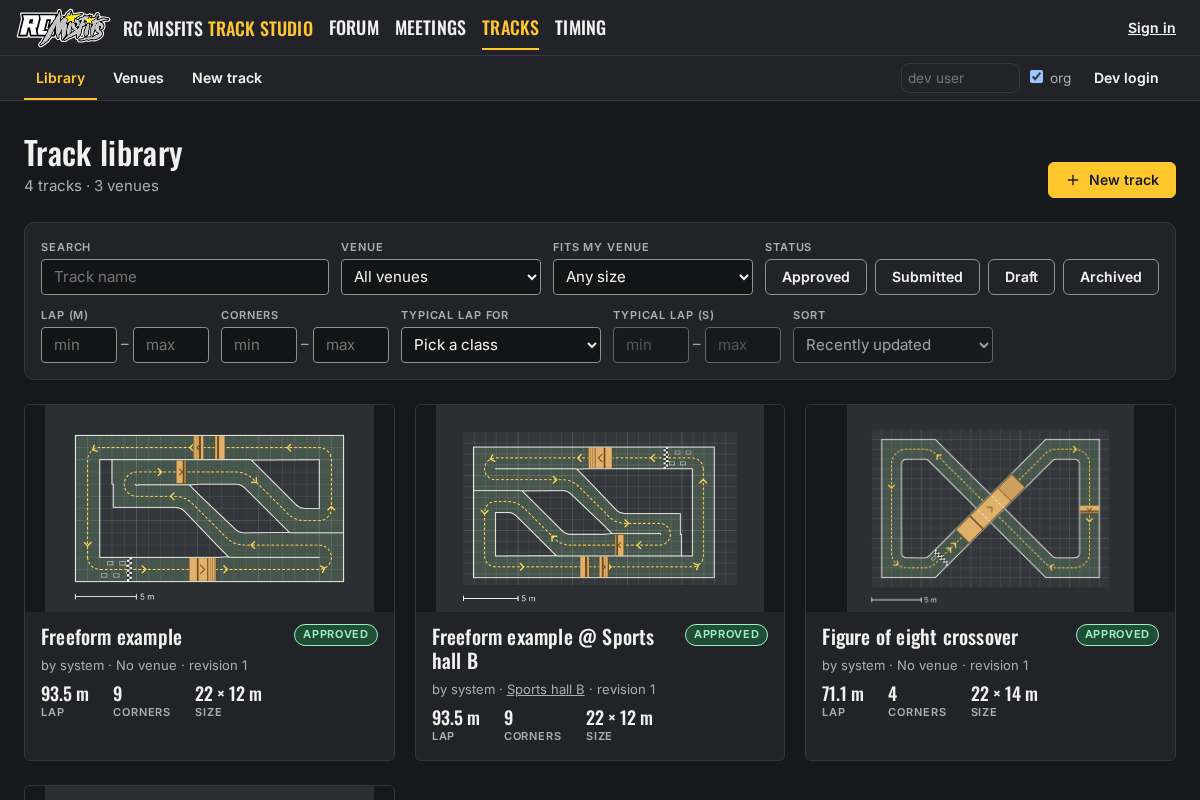 RC Misfits RC MISFITS TRACK STUDIO FORUM MEETINGS TRACKS TIMING Sign in
Library Venues New track dev user org Dev login
Track library
4 tracks · 3 venues
+ New track
SEARCH VENUE FITS MY VENUE STATUS
Track name All venues Any size Approved Submitted Draft Archived
LAP (M) CORNERS TYPICAL LAP FOR TYPICAL LAP (S) SORT
min – max min – max Pick a class min – max Recently updated
5 m 5 m 5 m
Freeform example APPROVED
by system · No venue · revision 1
93.5 m 9 22 × 12 m
LAP CORNERS SIZE
Freeform example @ Sports
hall B APPROVED
by system · Sports hall B · revision 1
93.5 m 9 22 × 12 m
LAP CORNERS SIZE
Figure of eight crossover APPROVED
by system · No venue · revision 1
71.1 m 4 22 × 14 m
LAP CORNERS SIZE